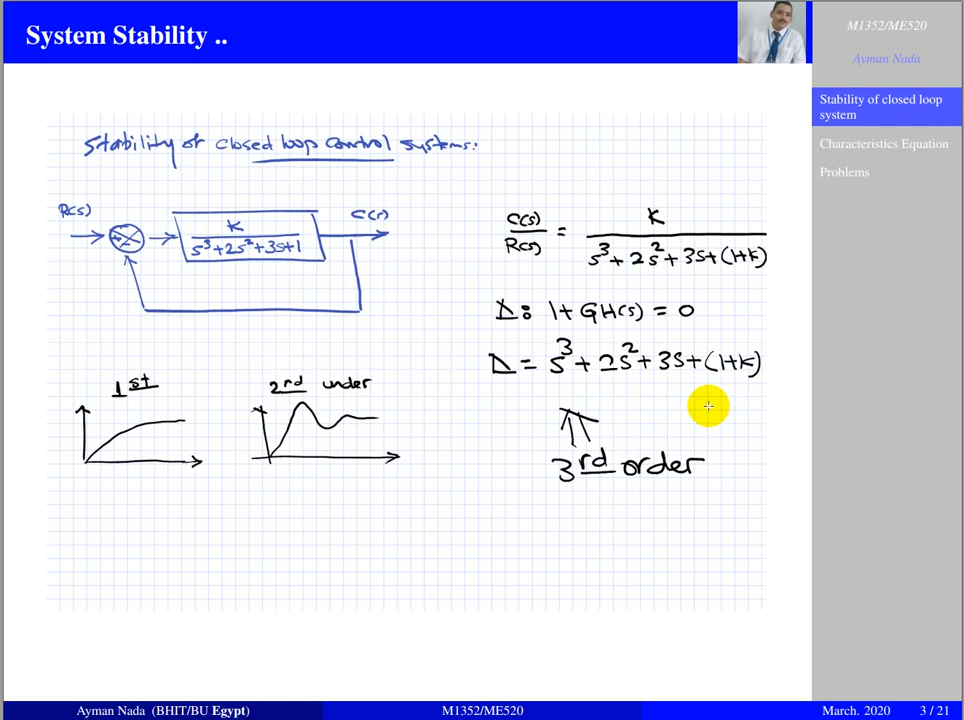 System Stability ..
M1352/ME520
Ayman Nada
Stability of closed loop
system
Characteristics Equation
Problems
Stability of closed loop control systems:
R(s)
C(s)
K
s³+2s²+3s+1
C(s)/R(s) = K/(s³+2s²+3s+(1+K))
Δ: 1+GH(s) = 0
Δ = s³+2s²+3s+(1+K)
1st
2rd under
3rd order
Ayman Nada (BHIT/BU Egypt)
M1352/ME520
March. 2020
3 / 21